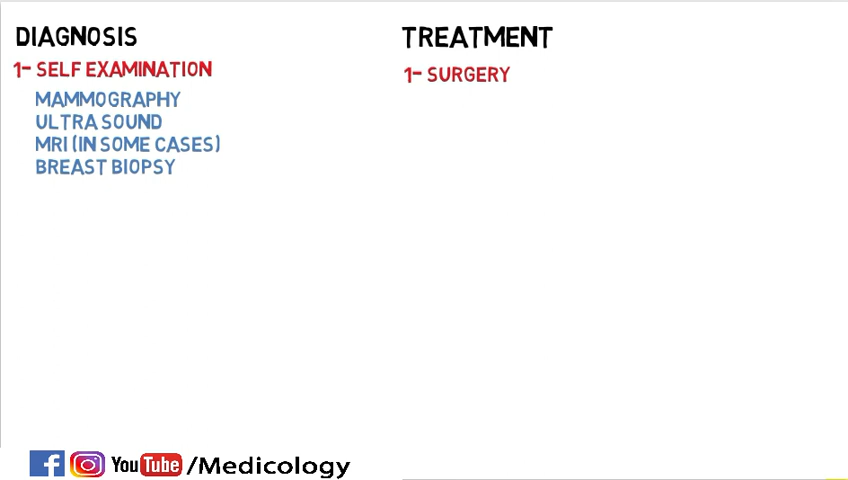 DIAGNOSIS
1- SELF EXAMINATION
MAMMOGRAPHY
ULTRA SOUND
MRI (IN SOME CASES)
BREAST BIOPSY
TREATMENT
1- SURGERY
f YouTube /Medicology